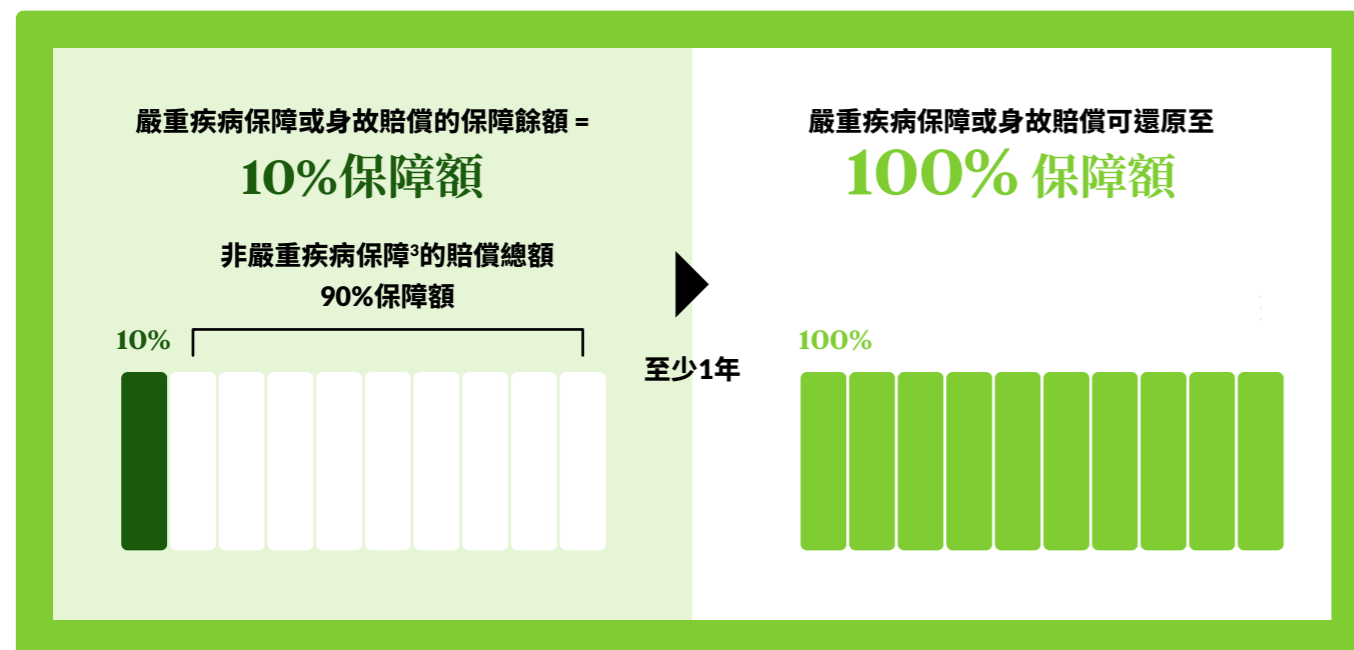 嚴重疾病保障或身故賠償的保障餘額 =
10%保障額
非嚴重疾病保障³的賠償總額
90%保障額
10%
至少1年
嚴重疾病保障或身故賠償可還原至
100% 保障額
100%